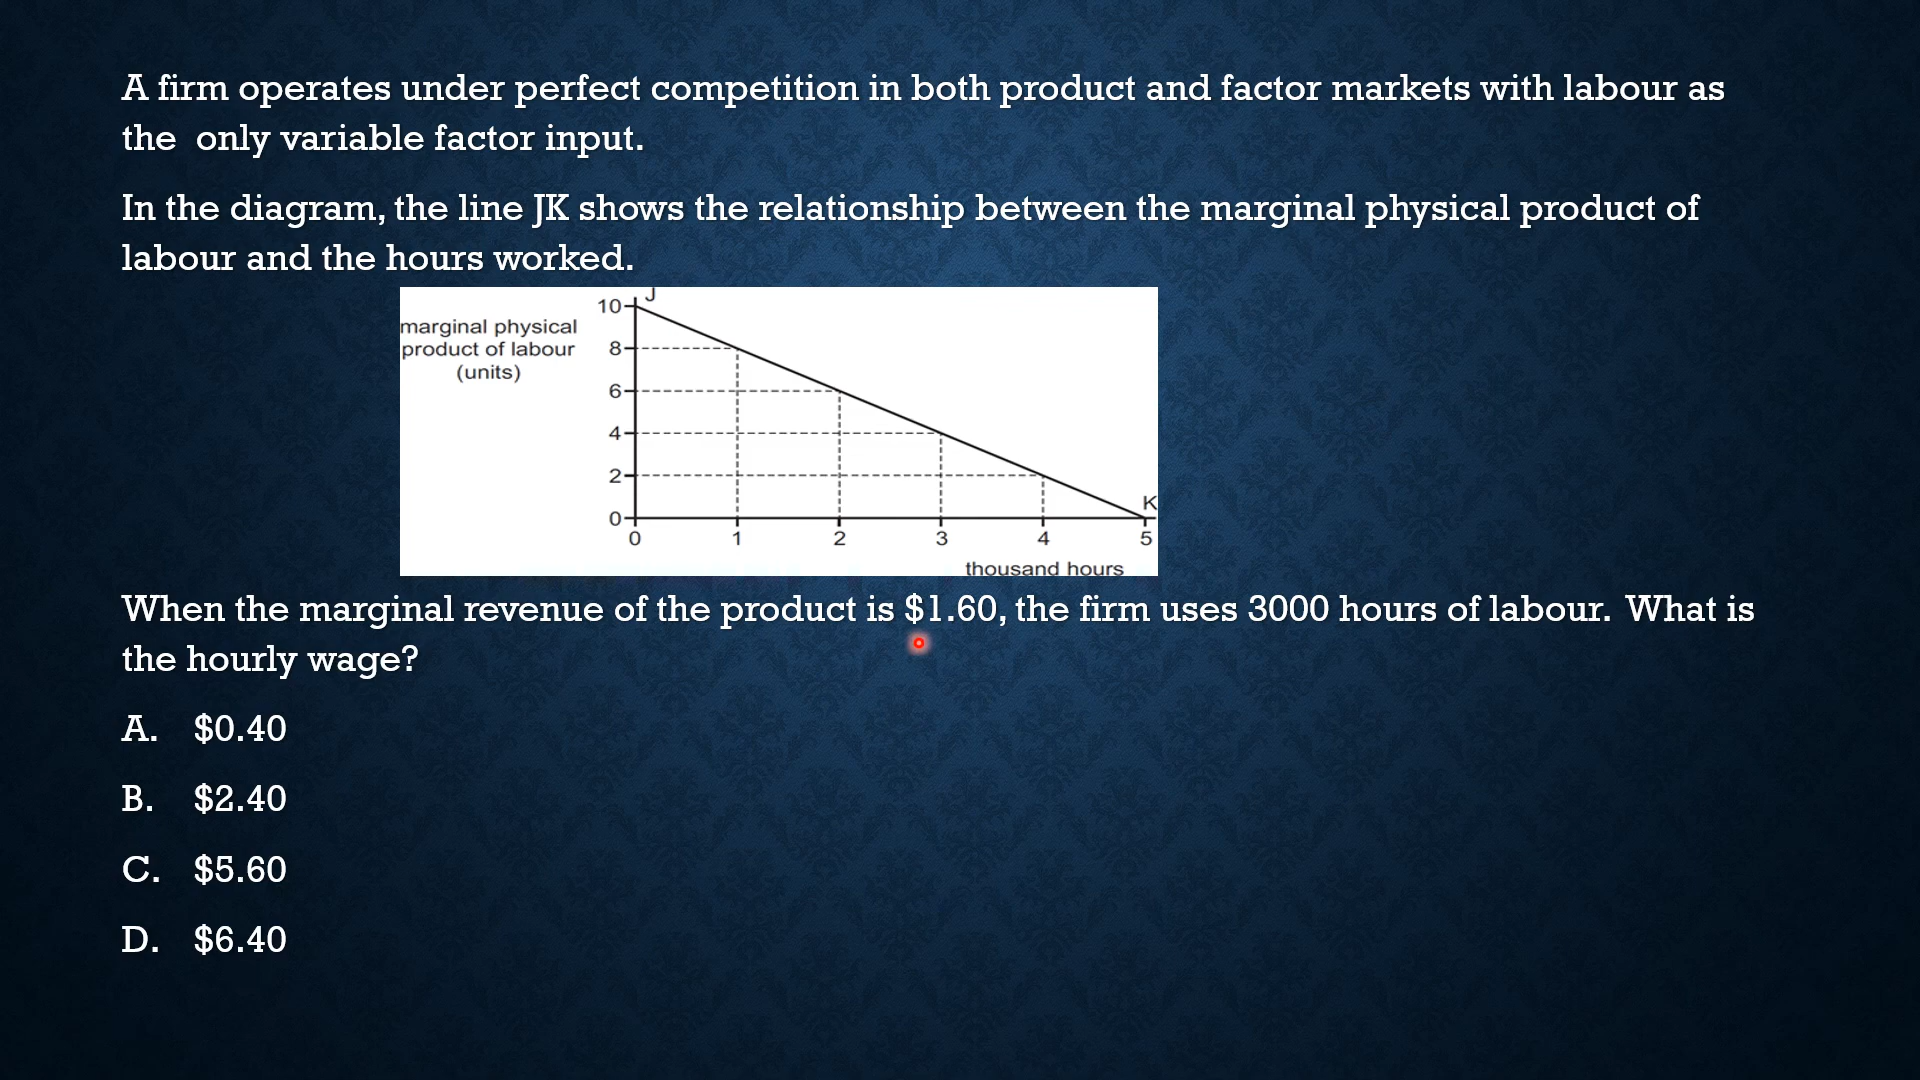 A firm operates under perfect competition in both product and factor markets with labour as
the only variable factor input.
In the diagram, the line JK shows the relationship between the marginal physical product of
labour and the hours worked.
J
marginal physical
product of labour
(units)
10
8
6
4
2
0
K
0 1 2 3 4 5
thousand hours
When the marginal revenue of the product is $1.60, the firm uses 3000 hours of labour. What is
the hourly wage?
A. $0.40
B. $2.40
C. $5.60
D. $6.40